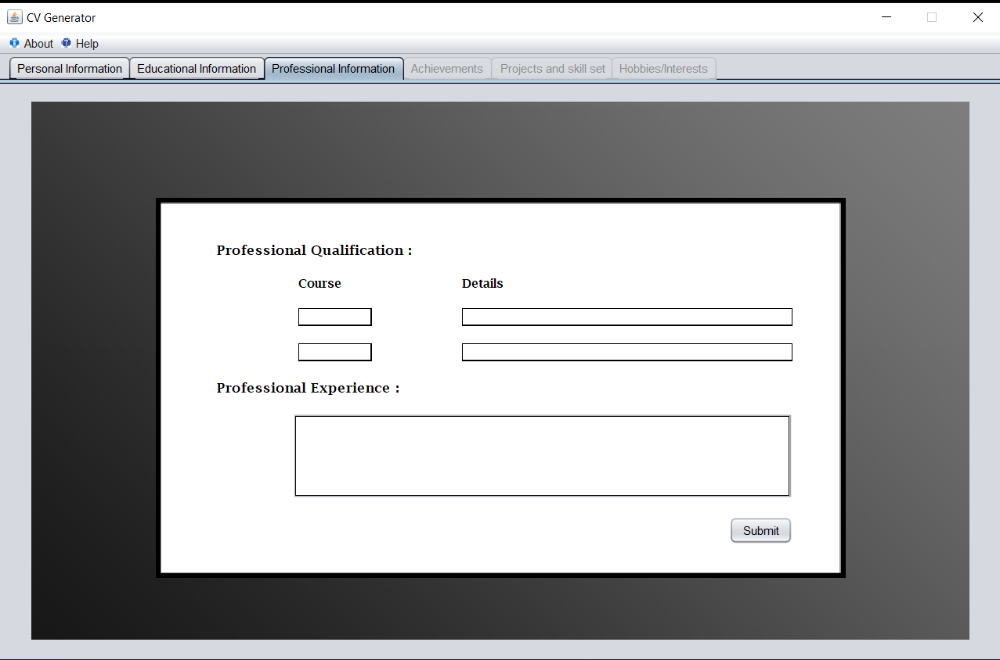 CV Generator
About Help
Personal Information Educational Information Professional Information Achievements Projects and skill set Hobbies/Interests
Professional Qualification :
Course Details
Professional Experience :
Submit